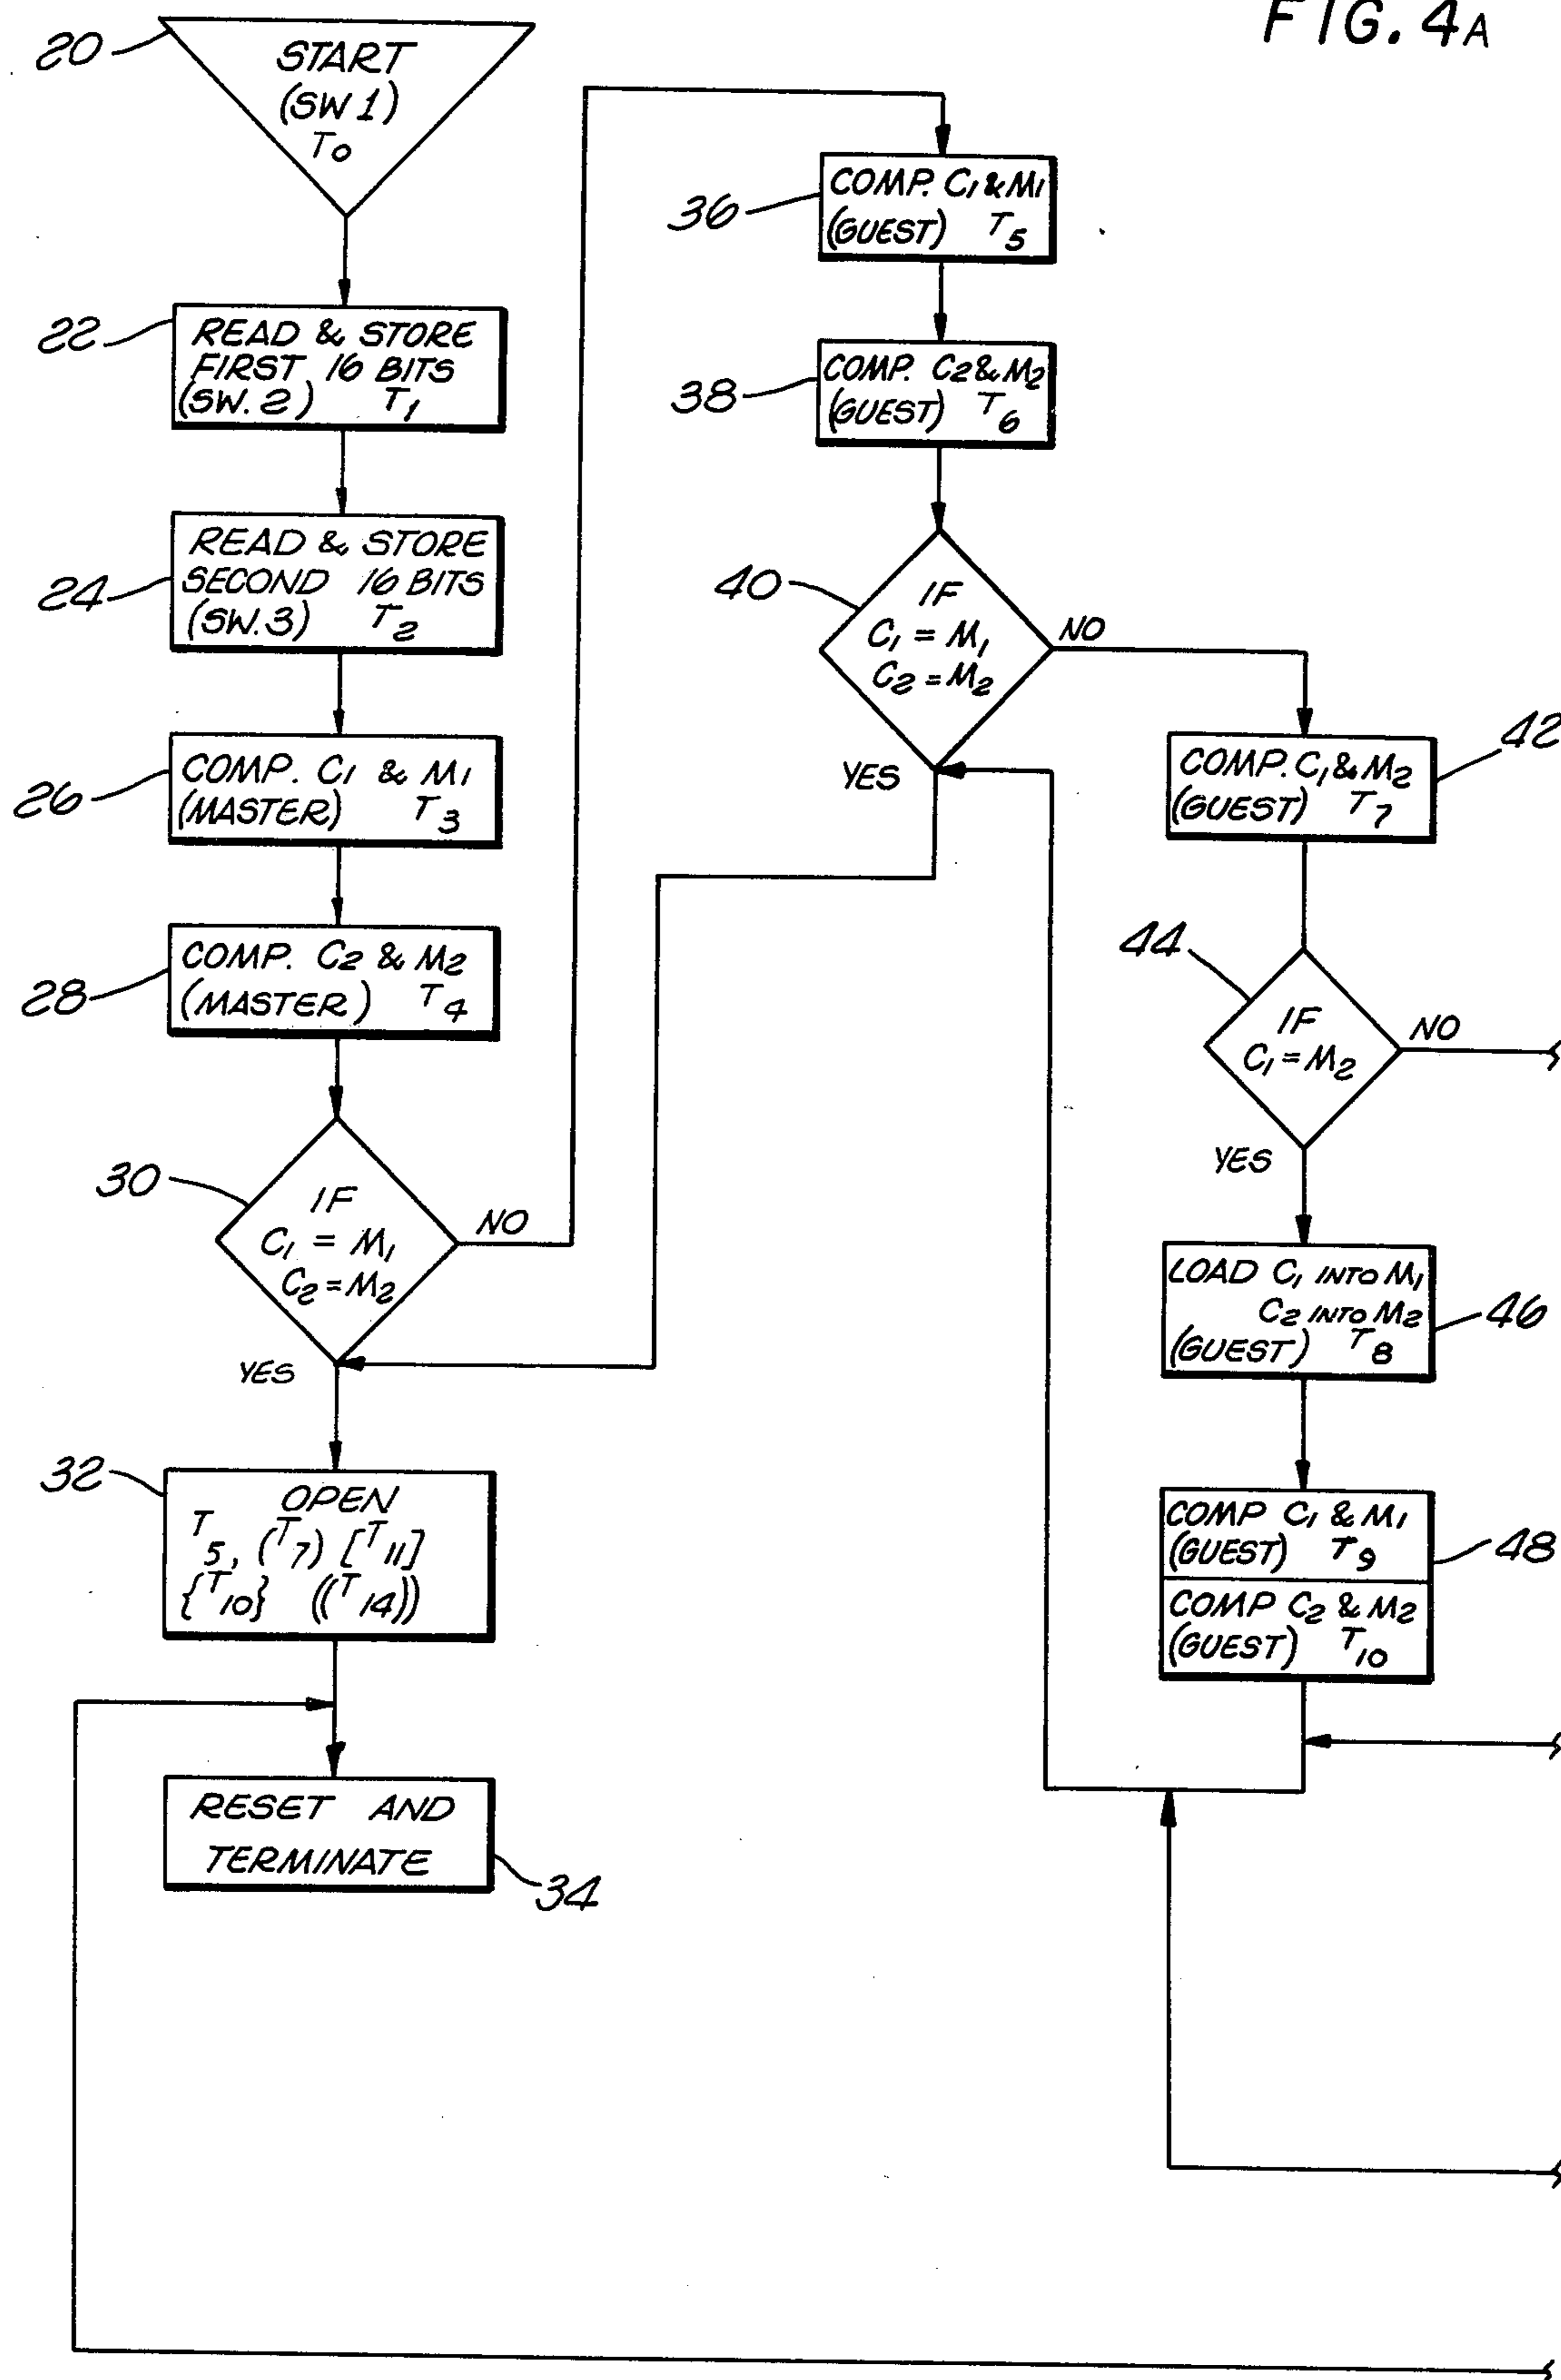 FIG. 4A
20
START
(SW 1)
T0
22
READ & STORE
FIRST 16 BITS
(SW. 2) T1
24
READ & STORE
SECOND 16 BITS
(SW. 3) T2
26
COMP. C1 & M1
(MASTER) T3
28
COMP. C2 & M2
(MASTER) T4
30
IF
C1 = M1
C2 = M2
NO
YES
32
OPEN
T5, (T7) [T11]
{T10} ((T14))
RESET AND
TERMINATE
34
36
COMP. C1 & M1
(GUEST) T5
38
COMP. C2 & M2
(GUEST) T6
40
IF
C1 = M1
C2 = M2
NO
YES
42
COMP. C1 & M2
(GUEST) T7
44
IF
C1 = M2
NO
YES
LOAD C1 INTO M1
C2 INTO M2
(GUEST) T8
46
COMP C1 & M1
(GUEST) T9
48
COMP C2 & M2
(GUEST) T10